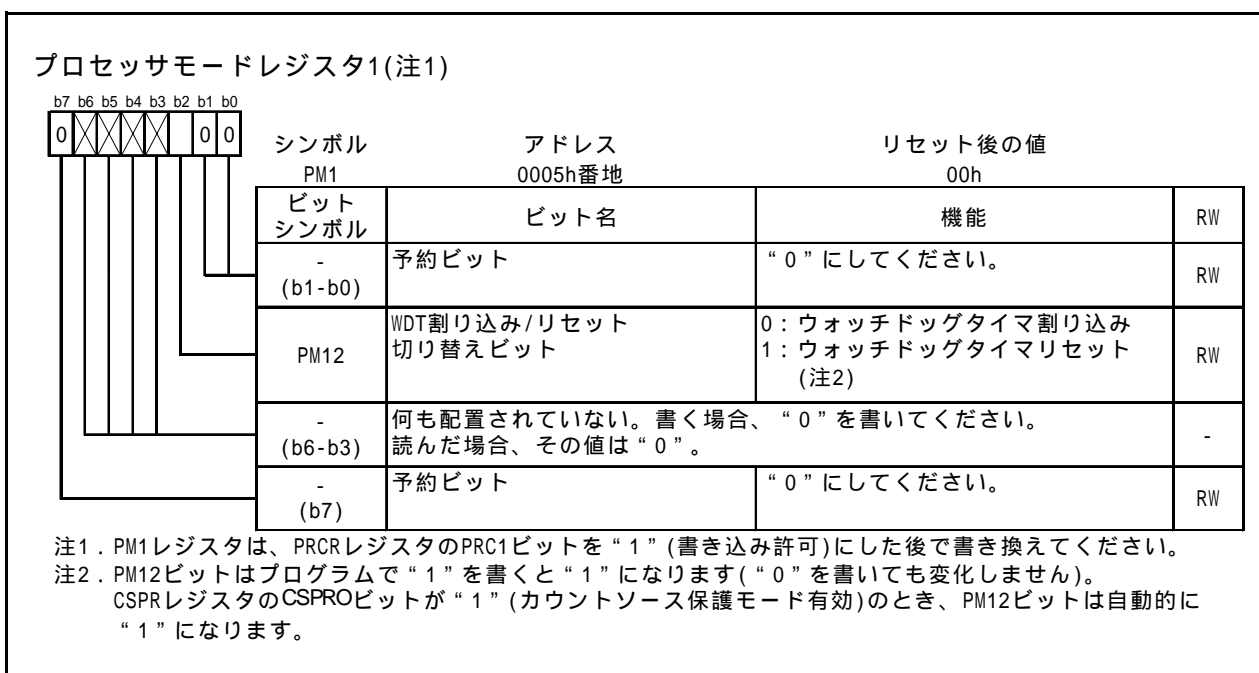 プロセッサモードレジスタ1(注1)
b7 b6 b5 b4 b3 b2 b1 b0
0 0 0
シンボル アドレス リセット後の値
PM1 0005h番地 00h
ビット
シンボル ビット名 機能 RW
-
(b1-b0) 予約ビット “0”にしてください。 RW
PM12 WDT割り込み/リセット
切り替えビット 0：ウォッチドッグタイマ割り込み
1：ウォッチドッグタイマリセット
(注2) RW
-
(b6-b3) 何も配置されていない。書く場合、“0”を書いてください。
読んだ場合、その値は“0”。 -
-
(b7) 予約ビット “0”にしてください。 RW
注1．PM1レジスタは、PRCRレジスタのPRC1ビットを“1”(書き込み許可)にした後で書き換えてください。
注2．PM12ビットはプログラムで“1”を書くと“1”になります(“0”を書いても変化しません)。
CSPRレジスタのCSPROビットが“1”(カウントソース保護モード有効)のとき、PM12ビットは自動的に
“1”になります。